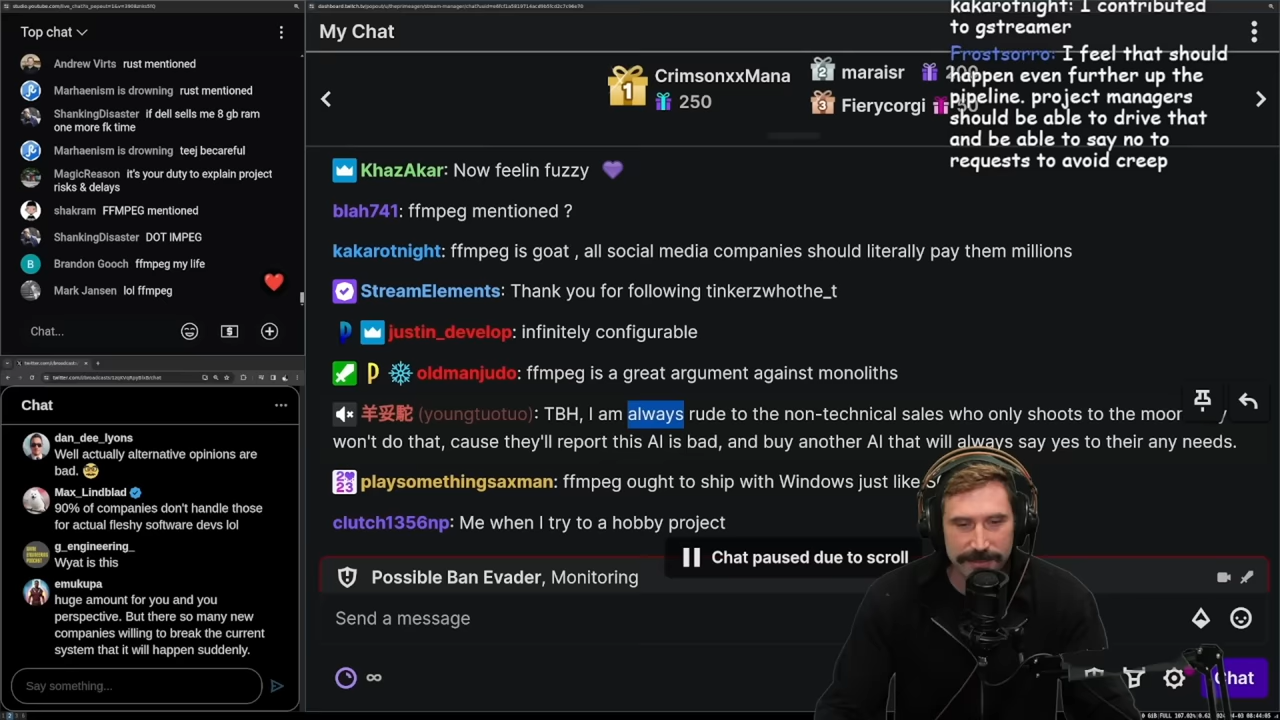 Top chat
Andrew Virts rust mentioned
Marhaenism is drowning rust mentioned
ShankingDisaster if dell sells me 8 gb ram
one more fk time
Marhaenism is drowning teej becareful
MagicReason it's your duty to explain project
risks & delays
shakram FFMPEG mentioned
ShankingDisaster DOT IMPEG
B Brandon Gooch ffmpeg my life
Mark Jansen lol ffmpeg
Chat...
Chat
dan_dee_lyons
Well actually alternative opinions are
bad.
Max_Lindblad
90% of companies don't handle those
for actual fleshy software devs lol
g_engineering_
Wyat is this
emukupa
huge amount for you and you
perspective. But there so many new
companies willing to break the current
system that it will happen suddenly.
Say something...
My Chat
1 CrimsonxxMana
250
2 maraisr
3 Fierycorgi
KhazAkar: Now feelin fuzzy
blah741: ffmpeg mentioned ?
kakarotnight: ffmpeg is goat , all social media companies should literally pay them millions
StreamElements: Thank you for following tinkerzwhothe_t
justin_develop: infinitely configurable
oldmanjudo: ffmpeg is a great argument against monoliths
羊妥駝 (youngtuotuo): TBH, I am always rude to the non-technical sales who only shoots to the moon
won't do that, cause they'll report this AI is bad, and buy another AI that will always say yes to their any needs.
2023 playsomethingsaxman: ffmpeg ought to ship with Windows just like
clutch1356np: Me when I try to a hobby project
Chat paused due to scroll
Possible Ban Evader, Monitoring
Send a message
Chat
kakarotnight: I contributed
to gstreamer
Frostsorro: I feel that should
happen even further up the
pipeline. project managers
should be able to drive that
and be able to say no to
requests to avoid creep